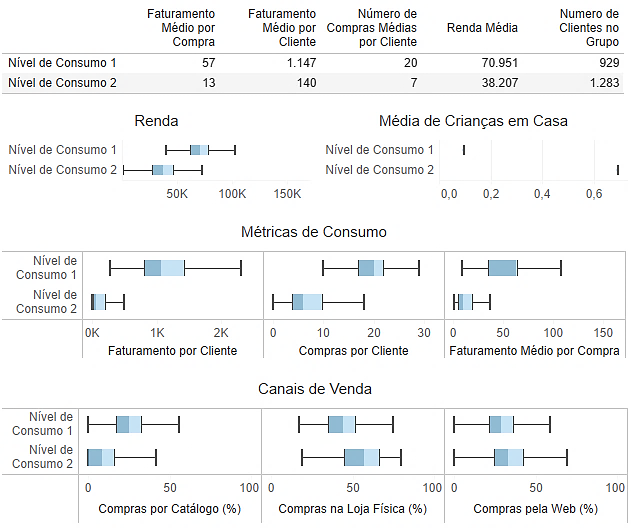 Faturamento Médio por Compra Faturamento Médio por Cliente Número de Compras Médias por Cliente Renda Média Numero de Clientes no Grupo
Nível de Consumo 1 57 1.147 20 70.951 929
Nível de Consumo 2 13 140 7 38.207 1.283
Renda Média de Crianças em Casa
Nível de Consumo 1 Nível de Consumo 1
Nível de Consumo 2 Nível de Consumo 2
50K 100K 150K 0,0 0,2 0,4 0,6
Métricas de Consumo
Nível de
Consumo 1
Nível de
Consumo 2
0K 1K 2K 0 10 20 30 0 50 100 150
Faturamento por Cliente Compras por Cliente Faturamento Médio por Compra
Canais de Venda
Nível de
Consumo 1
Nível de
Consumo 2
0 50 100 0 50 100 0 50 100
Compras por Catálogo (%) Compras na Loja Física (%) Compras pela Web (%)